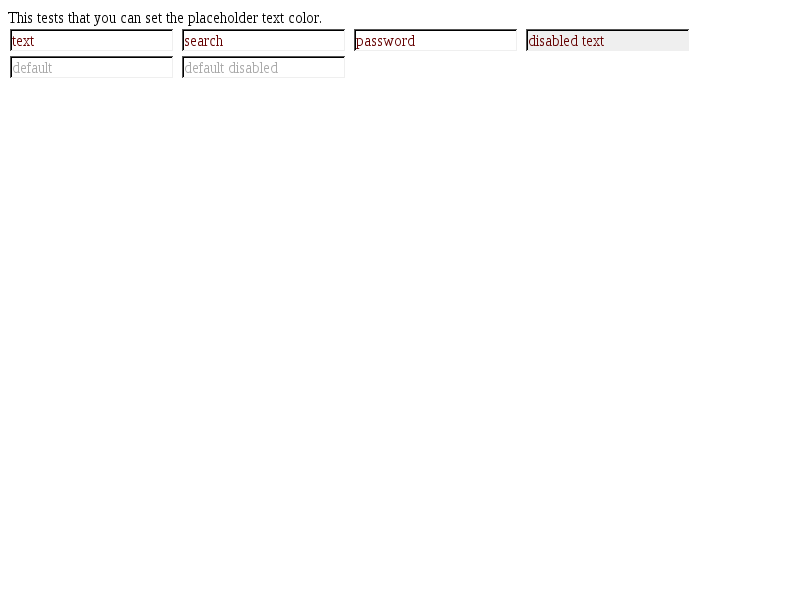 This tests that you can set the placeholder text color.
text search password disabled text
default default disabled